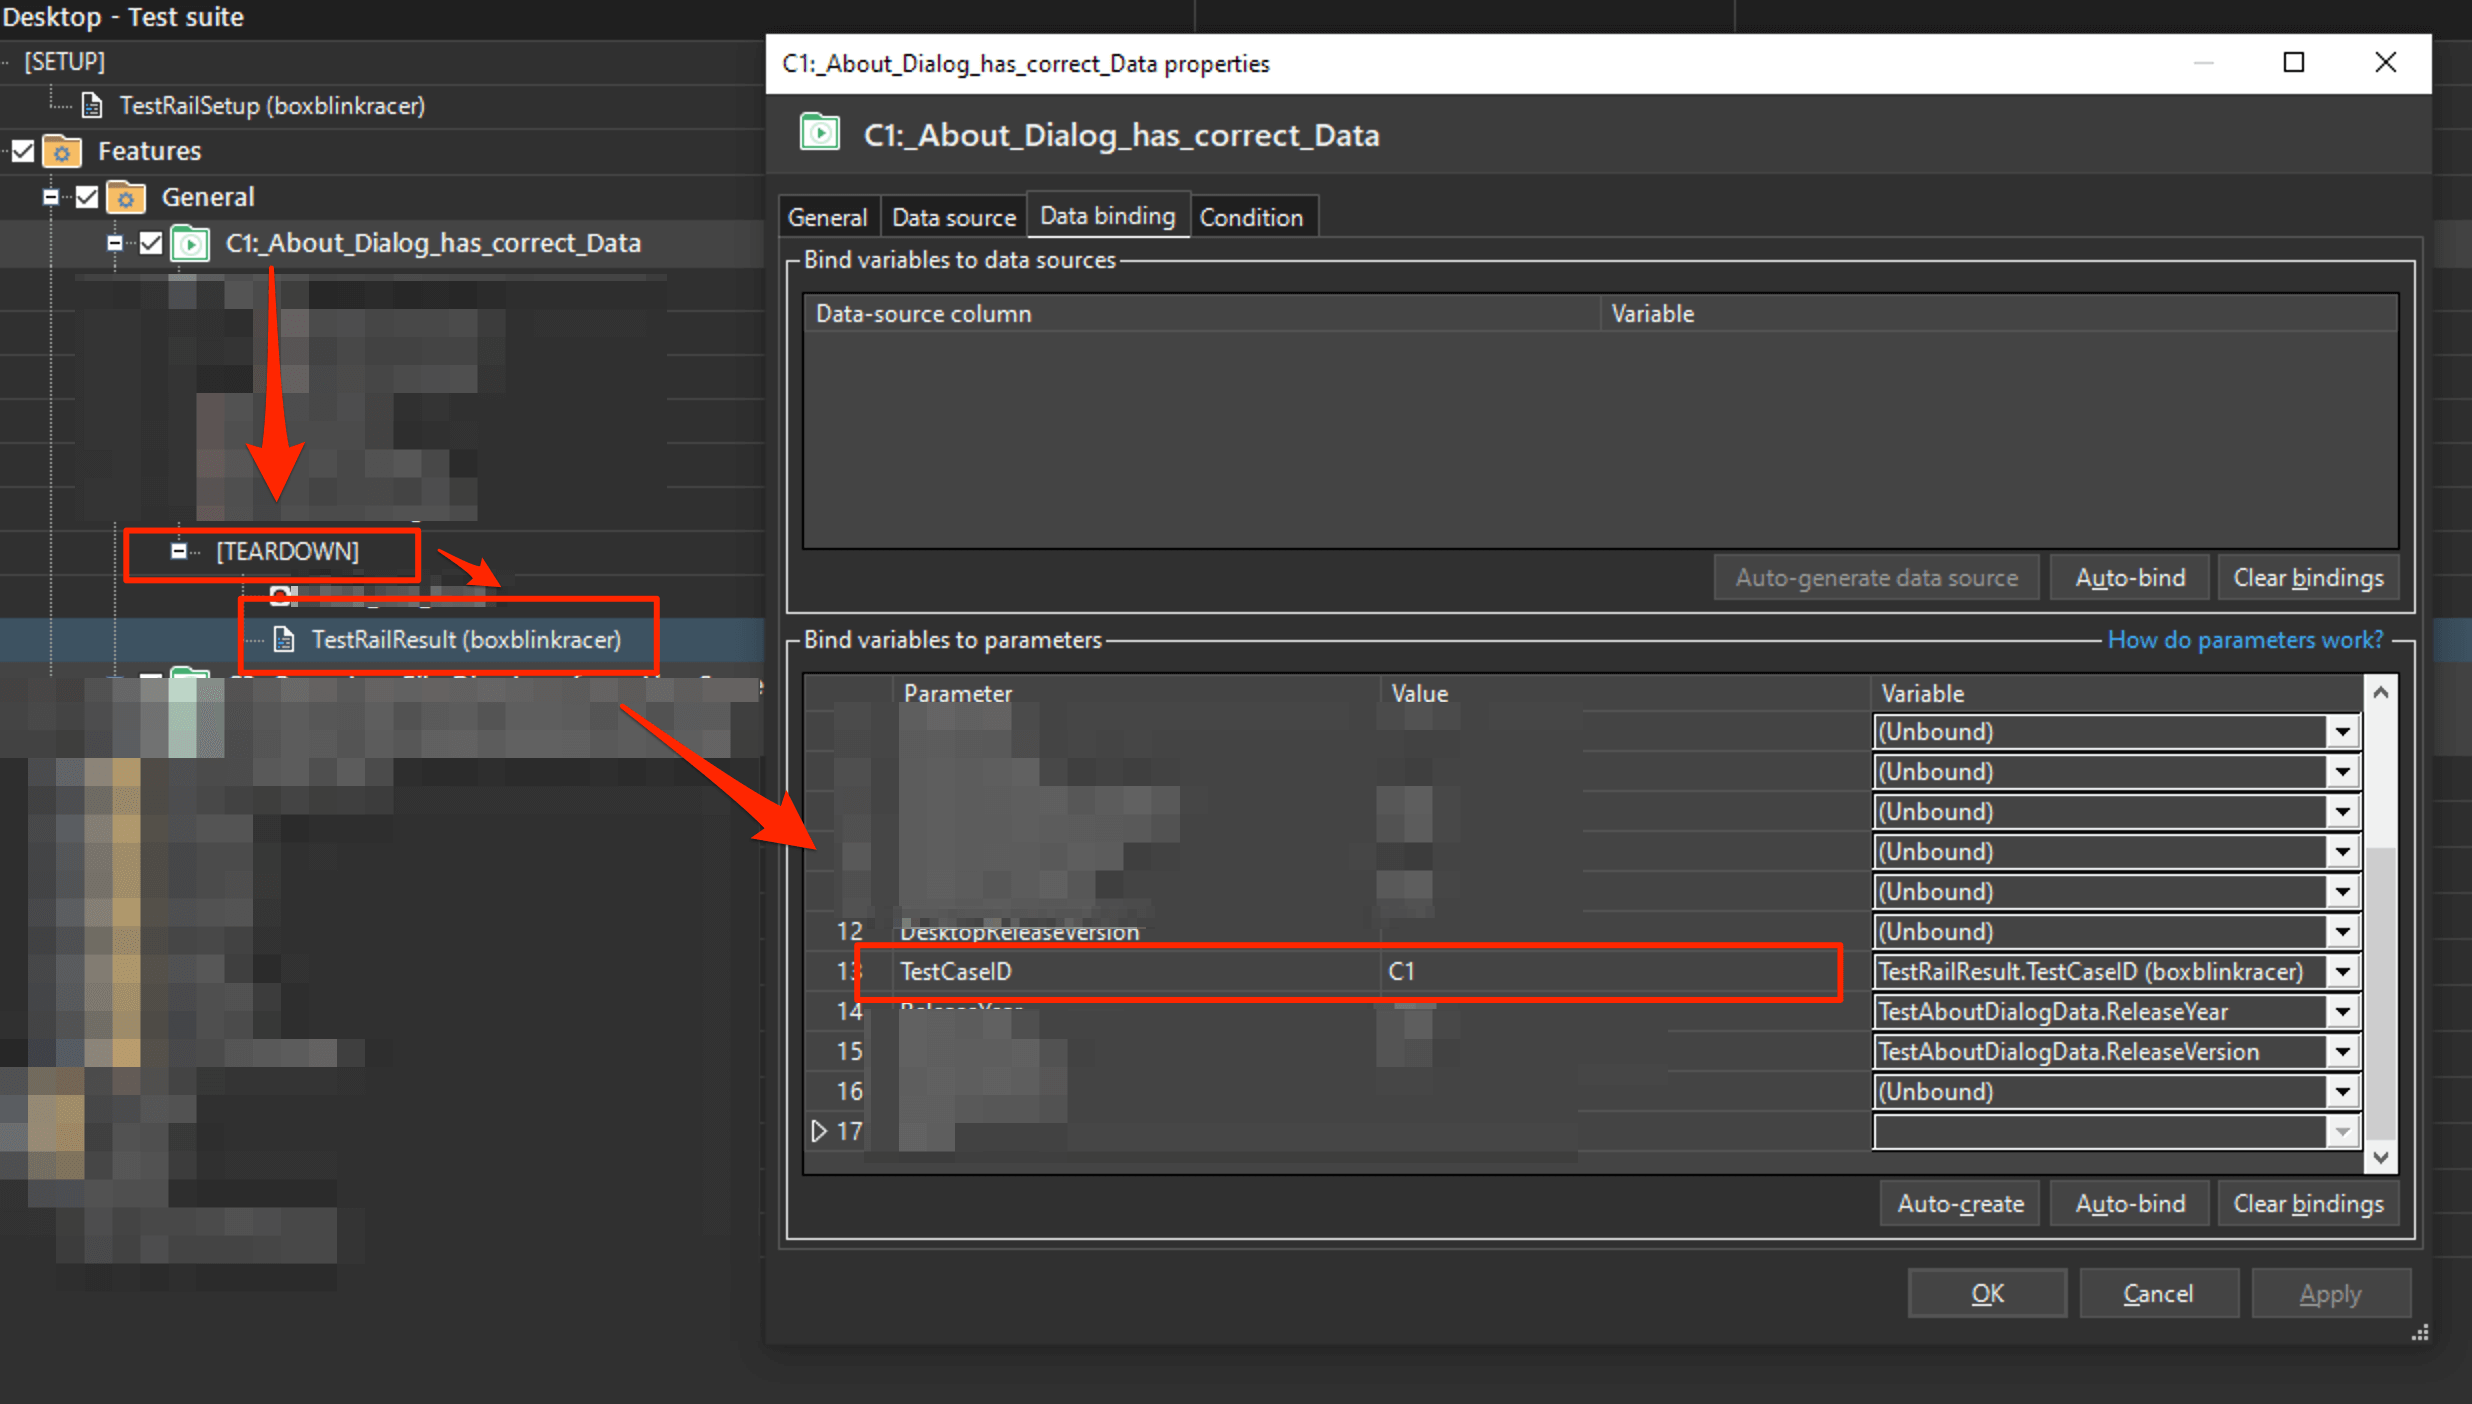 Desktop - Test suite
[SETUP]
TestRailSetup (boxblinkracer)
Features
General
C1:_About_Dialog_has_correct_Data
[TEARDOWN]
TestRailResult (boxblinkracer)
C1:_About_Dialog_has_correct_Data properties
C1:_About_Dialog_has_correct_Data
General
Data source
Data binding
Condition
Bind variables to data sources
Data-source column
Variable
Auto-generate data source
Auto-bind
Clear bindings
Bind variables to parameters
How do parameters work?
Parameter Value Variable
(Unbound)
(Unbound)
(Unbound)
(Unbound)
(Unbound)
12 DesktopReleaseVersion (Unbound)
13 TestCaseID C1 TestRailResult.TestCaseID (boxblinkracer)
14 ReleaseYear TestAboutDialogData.ReleaseYear
15 TestAboutDialogData.ReleaseVersion
16 (Unbound)
17
Auto-create
Auto-bind
Clear bindings
OK
Cancel
Apply